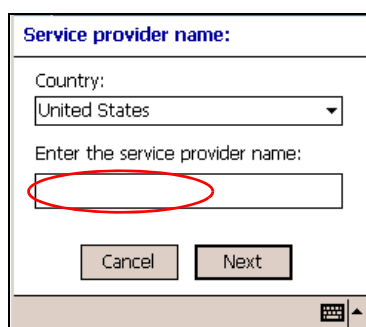 Service provider name:
Country:
United States
Enter the service provider name:
Cancel Next